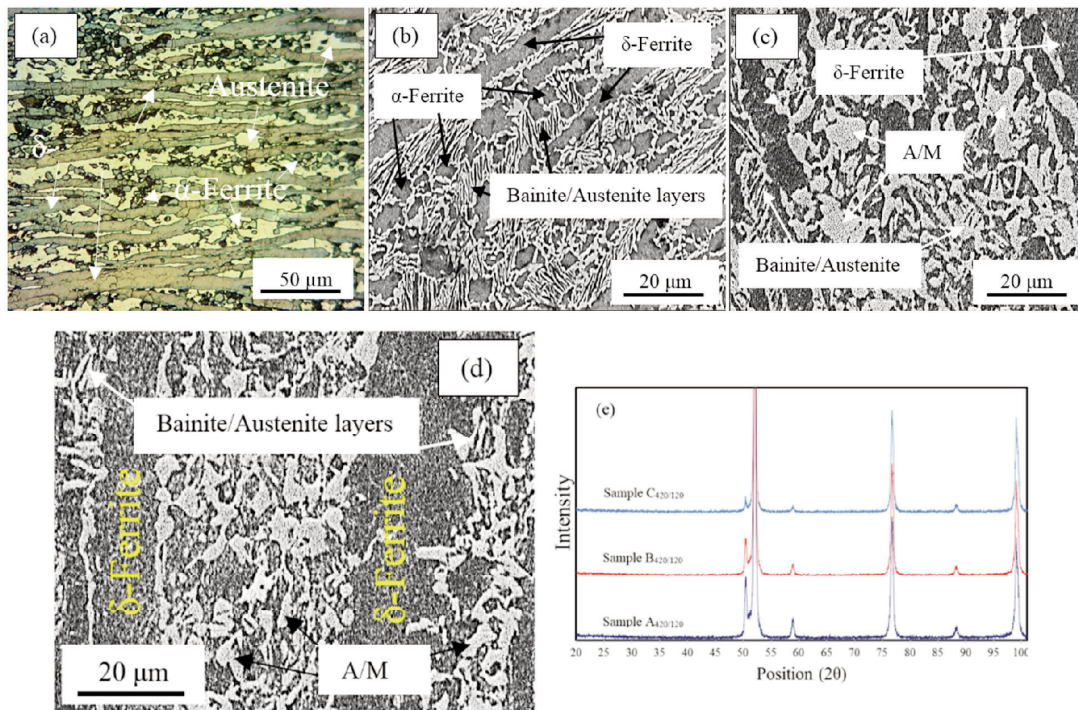 (a)
Austenite
δ-
α-Ferrite
50 μm
(b)
δ-Ferrite
α-Ferrite
Bainite/Austenite layers
20 μm
(c)
δ-Ferrite
A/M
Bainite/Austenite
20 μm
(d)
Bainite/Austenite layers
δ-Ferrite
δ-Ferrite
A/M
20 μm
(e)
Intensity
Sample C420/120
Sample B420/120
Sample A420/120
20 25 30 35 40 45 50 55 60 65 70 75 80 85 90 95 100
Position (2θ)